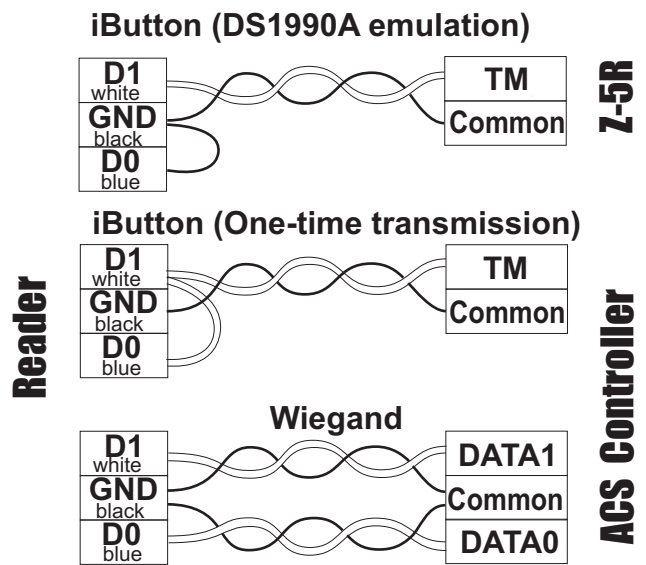 iButton (DS1990A emulation)
D1
white
GND
black
D0
blue
TM
Common
Z-5R
iButton (One-time transmission)
D1
white
GND
black
D0
blue
TM
Common
Reader
ACS Controller
Wiegand
D1
white
GND
black
D0
blue
DATA1
Common
DATA0